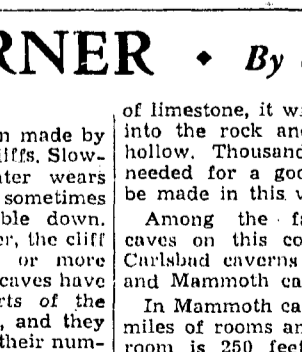 RNER ◆ By
n made by
liffs. Slow-
ter wears
sometimes
ble down.
r, the cliff
or more
caves have
rts of the
, and they
their num-
of limestone, it w
into the rock an
hollow. Thousand
needed for a goo
be made in this v
Among the fa
caves on this co
Carlsbad caverns
and Mammoth ca
In Mammoth ca
miles of rooms an
room is 250 feet